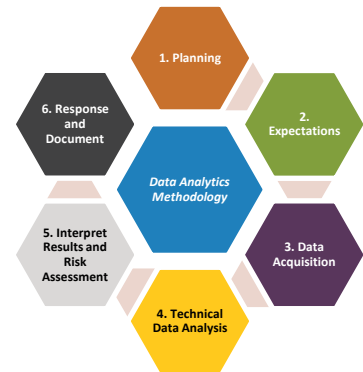 1. Planning
2.
Expectations
3. Data
Acquisition
4. Technical
Data Analysis
5. Interpret
Results and
Risk
Assessment
6. Response
and
Document
Data Analytics
Methodology